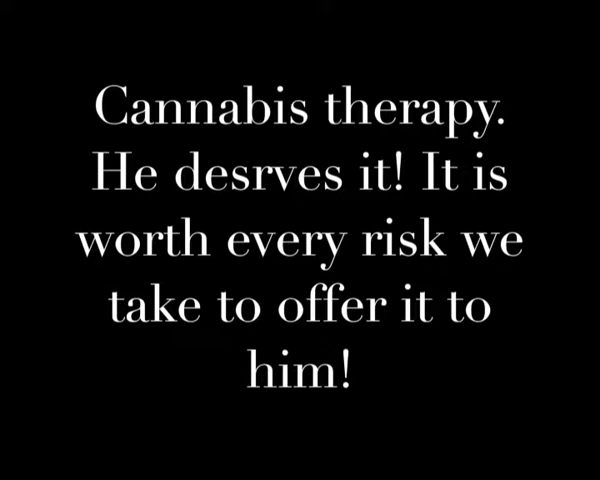 Cannabis therapy.
He desrves it! It is
worth every risk we
take to offer it to
him!